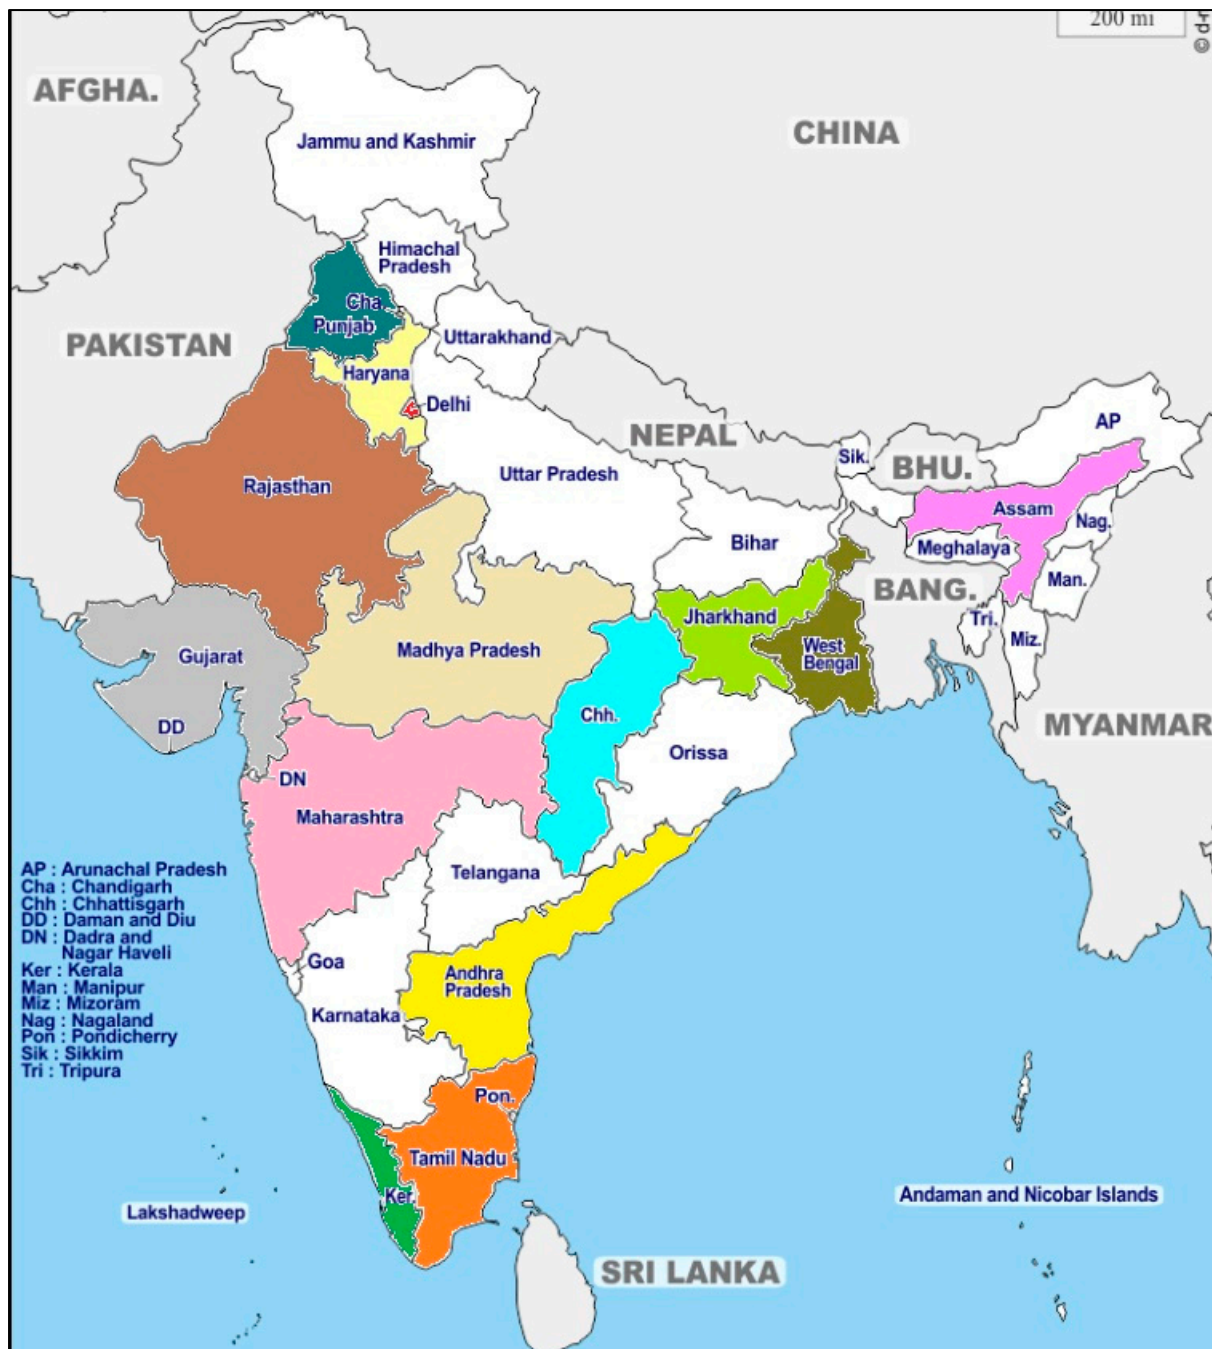 200 mi
AFGHA.
CHINA
Jammu and Kashmir
Himachal
Pradesh
Cha.
Punjab
Uttarakhand
PAKISTAN
Haryana
Delhi
NEPAL
AP
Sik.
BHU.
Uttar Pradesh
Rajasthan
Assam
Nag.
Bihar
Meghalaya
Man.
BANG.
Jharkhand
Tri.
Miz.
West
Bengal
Madhya Pradesh
Gujarat
Chh.
DD
MYANMAR
Orissa
DN
Maharashtra
Telangana
AP : Arunachal Pradesh
Cha : Chandigarh
Chh : Chhattisgarh
DD : Daman and Diu
DN : Dadra and
Nagar Haveli
Ker : Kerala
Man : Manipur
Miz : Mizoram
Nag : Nagaland
Pon : Pondicherry
Sik : Sikkim
Tri : Tripura
Goa
Andhra
Pradesh
Karnataka
Pon.
Tamil Nadu
Ker.
Andaman and Nicobar Islands
Lakshadweep
SRI LANKA